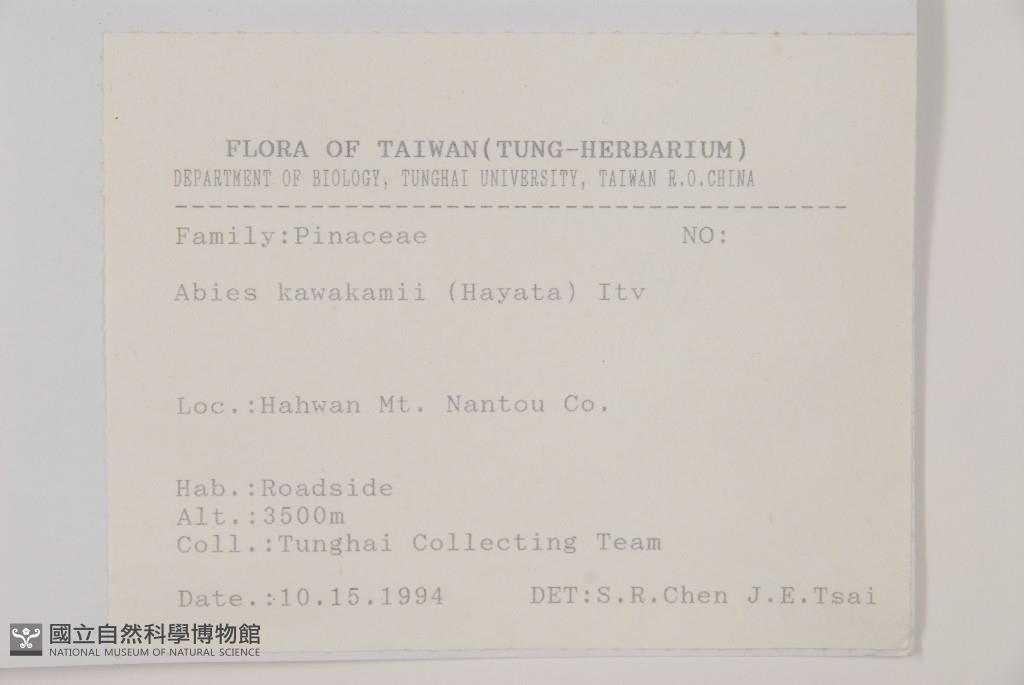 FLORA OF TAIWAN(TUNG-HERBARIUM)
DEPARTMENT OF BIOLOGY, TUNGHAI UNIVERSITY, TAIWAN R.O.CHINA
----------------------------------------
Family:Pinaceae NO:
Abies kawakamii (Hayata) Itv
Loc.:Hahwan Mt. Nantou Co.
Hab.:Roadside
Alt.:3500m
Coll.:Tunghai Collecting Team
Date.:10.15.1994 DET:S.R.Chen J.E.Tsai
國立自然科學博物館
NATIONAL MUSEUM OF NATURAL SCIENCE